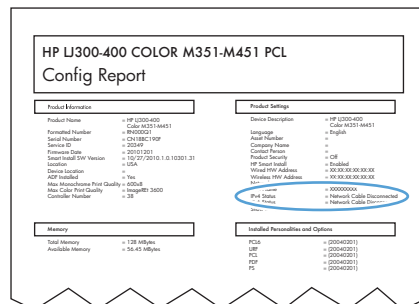 HP LJ300-400 COLOR M351-M451 PCL
Config Report
Product Information
Product Name = HP LJ300-400
Color M351-M451
Formatted Number = RN000Q1
Serial Number = CN18BC190F
Service ID = 20349
Firmware Date = 20101201
Smart Install SW Version = 10/27/2010.1.0.10301.31
Location = USA
Device Location =
ADF Installed = Yes
Max Monochrome Print Quality = 600x8
Max Color Print Quality = ImageREt 3600
Controller Number = 38
Product Settings
Device Description = HP LJ300-400
Color M351-M451
Language = English
Asset Number =
Company Name =
Contact Person =
Product Security = Off
HP Smart Install = Enabled
Wired HW Address = XX:XX:XX:XX:XX:XX
Wireless HW Address = XX:XX:XX:XX:XX:XX
= XXXXXXXXX
IPv4 Status = Network Cable Disconnected
= Network Cable
Memory
Total Memory = 128 MBytes
Available Memory = 56.45 MBytes
Installed Personalities and Options
PCL6 = (20040201)
URF = (20040201)
PCL = (20040201)
PDF = (20040201)
PS = (20040201)